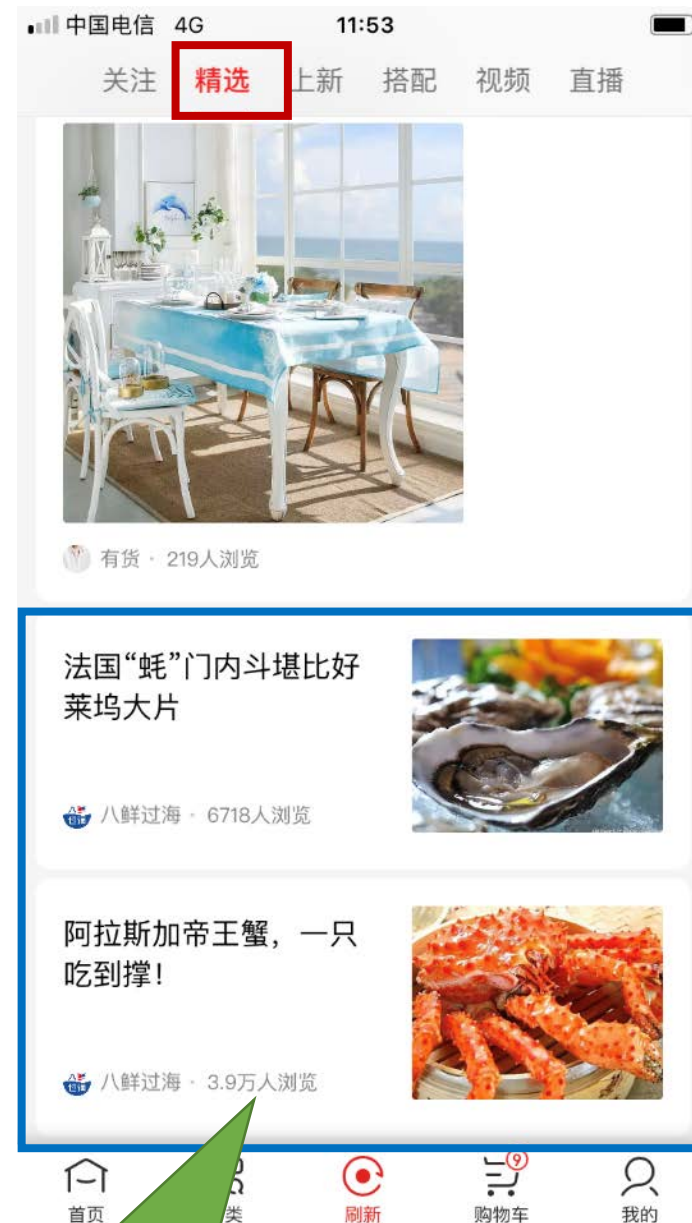 中国电信 4G 11:53
关注 精选 上新 搭配 视频 直播
有货 · 219人浏览
法国“蚝”门内斗堪比好
莱坞大片
八鲜过海 · 6718人浏览
阿拉斯加帝王蟹，一只
吃到撑！
八鲜过海 · 3.9万人浏览
9
首页 类 刷新 购物车 我的